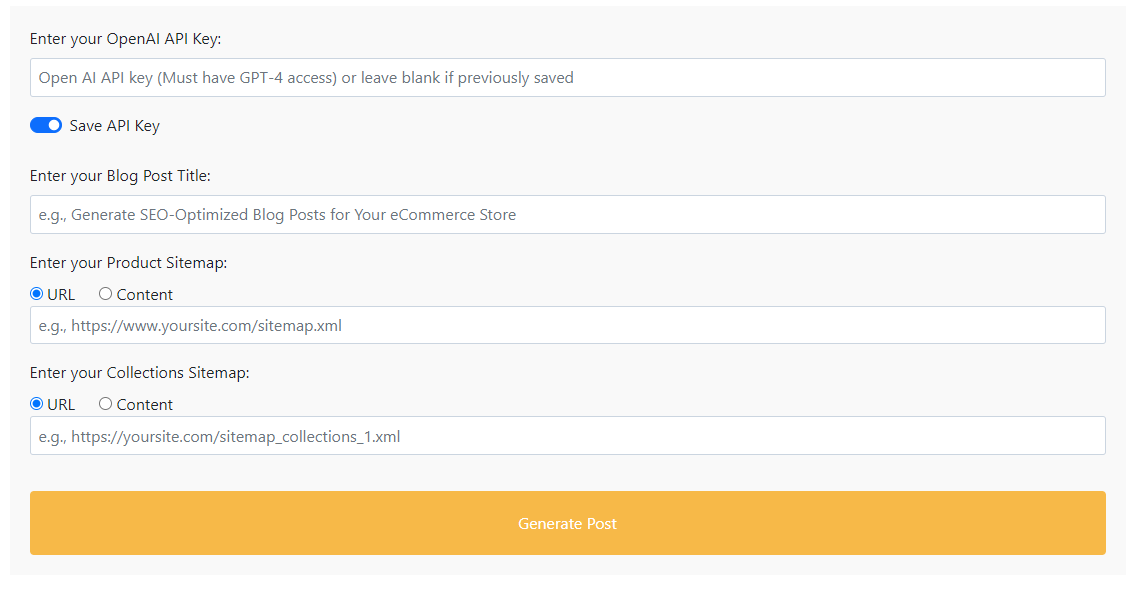 Enter your OpenAI API Key:
Open AI API key (Must have GPT-4 access) or leave blank if previously saved
Save API Key
Enter your Blog Post Title:
e.g., Generate SEO-Optimized Blog Posts for Your eCommerce Store
Enter your Product Sitemap:
URL Content
e.g., https://www.yoursite.com/sitemap.xml
Enter your Collections Sitemap:
URL Content
e.g., https://yoursite.com/sitemap_collections_1.xml
Generate Post